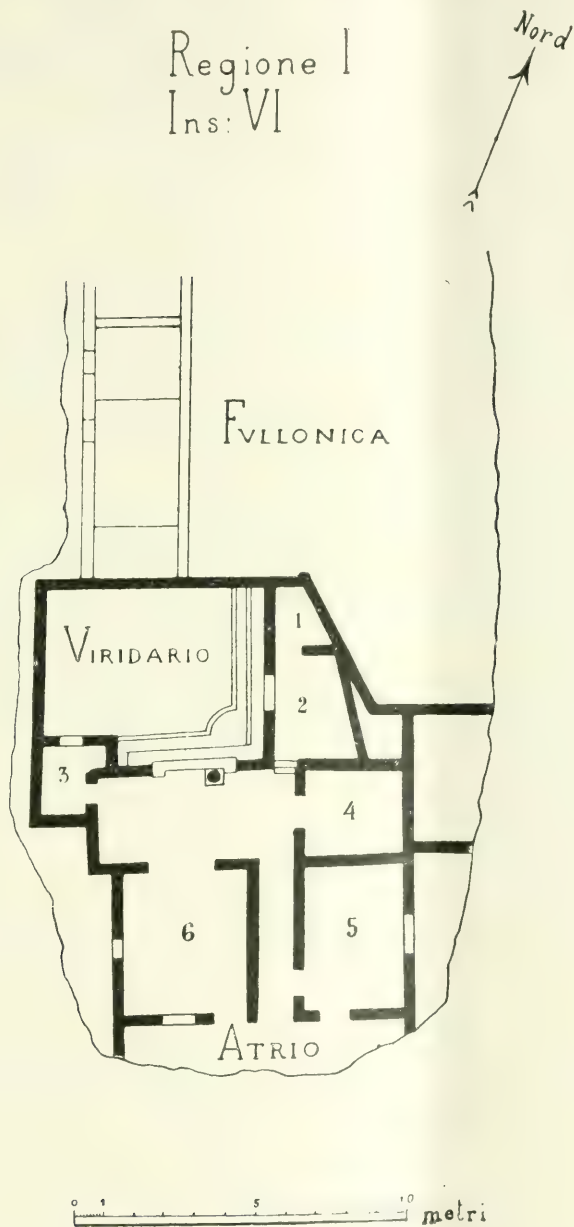 Regione I
Ins: VI
Nord
FVLLONICA
VIRIDARIO
1
2
3
4
5
6
ATRIO
0 1 5 10 metri